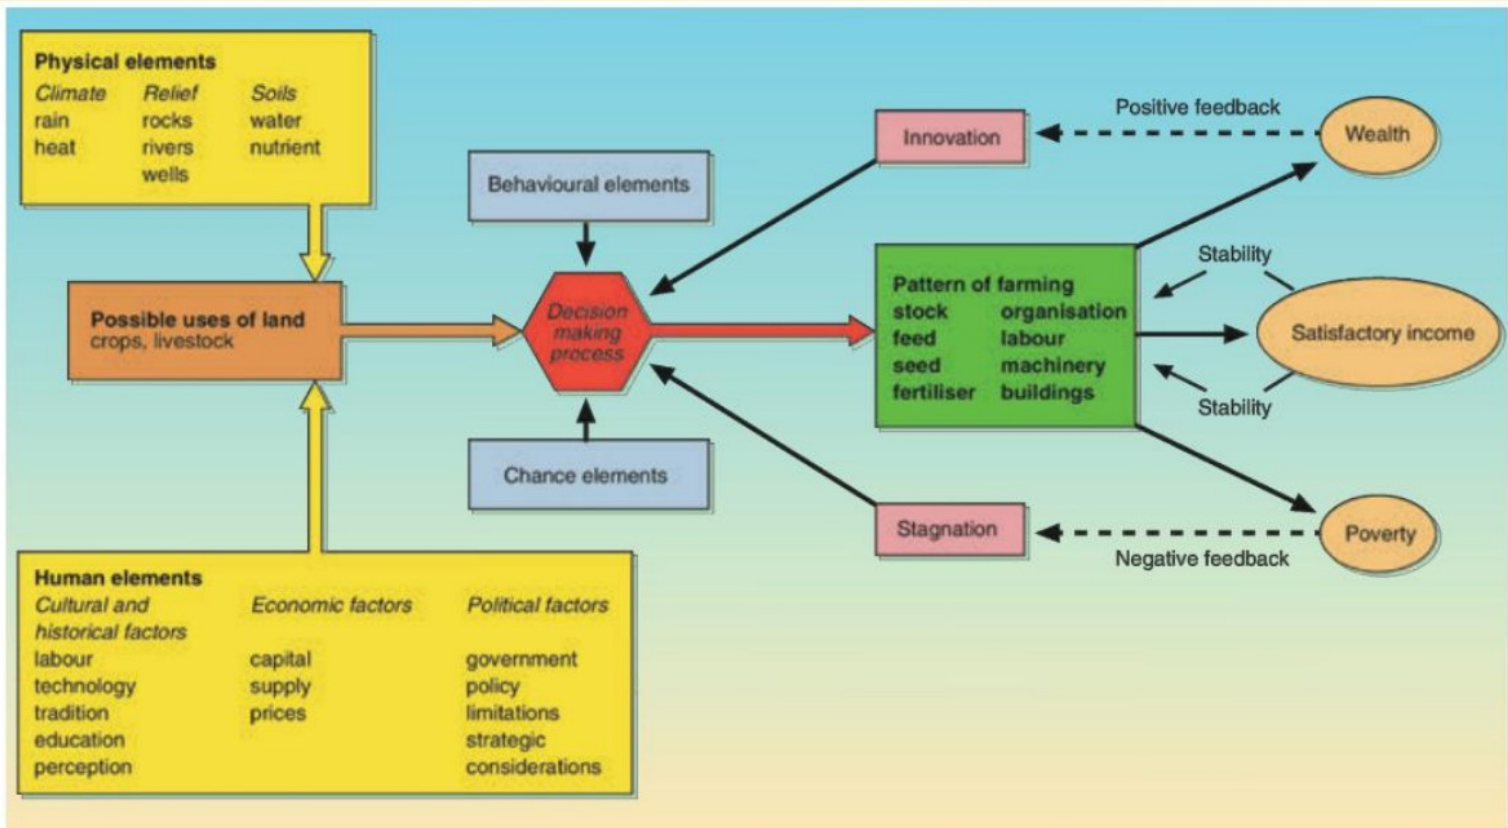 Physical elements
Climate Relief Soils
rain rocks water
heat rivers nutrient
wells
Possible uses of land
crops, livestock
Human elements
Cultural and Economic factors Political factors
historical factors
labour capital government
technology supply policy
tradition prices limitations
education strategic
perception considerations
Behavioural elements
Decision
making
process
Chance elements
Innovation
Positive feedback
Wealth
Pattern of farming
stock organisation
feed labour
seed machinery
fertiliser buildings
Stability
Satisfactory income
Stability
Stagnation
Negative feedback
Poverty